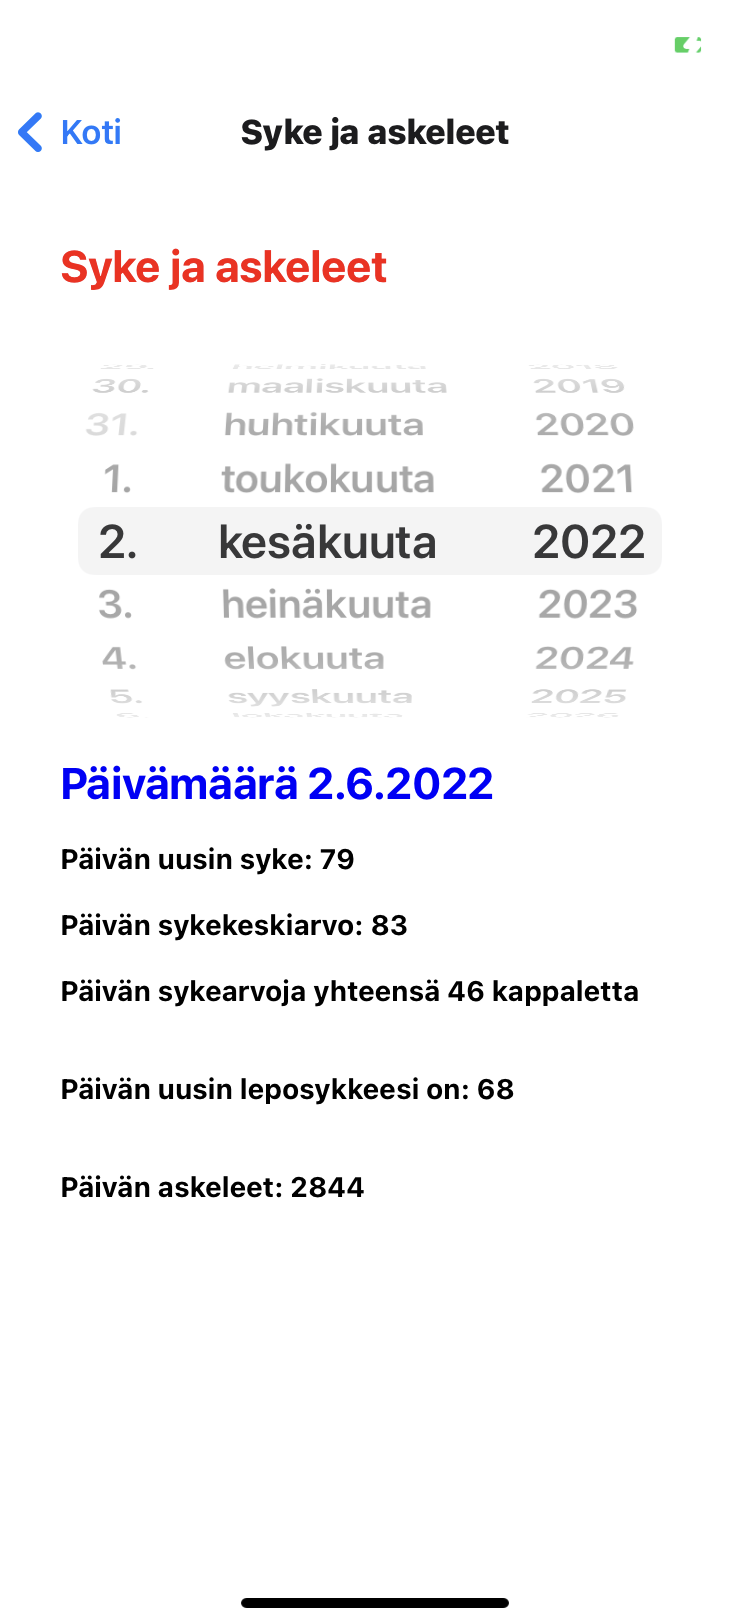 Koti
Syke ja askeleet
Syke ja askeleet
30. maaliskuuta 2019
31. huhtikuuta 2020
1. toukokuuta 2021
2. kesäkuuta 2022
3. heinäkuuta 2023
4. elokuuta 2024
5. syyskuuta 2025
Päivämäärä 2.6.2022
Päivän uusin syke: 79
Päivän sykekeskiarvo: 83
Päivän sykearvoja yhteensä 46 kappaletta
Päivän uusin leposykkeesi on: 68
Päivän askeleet: 2844